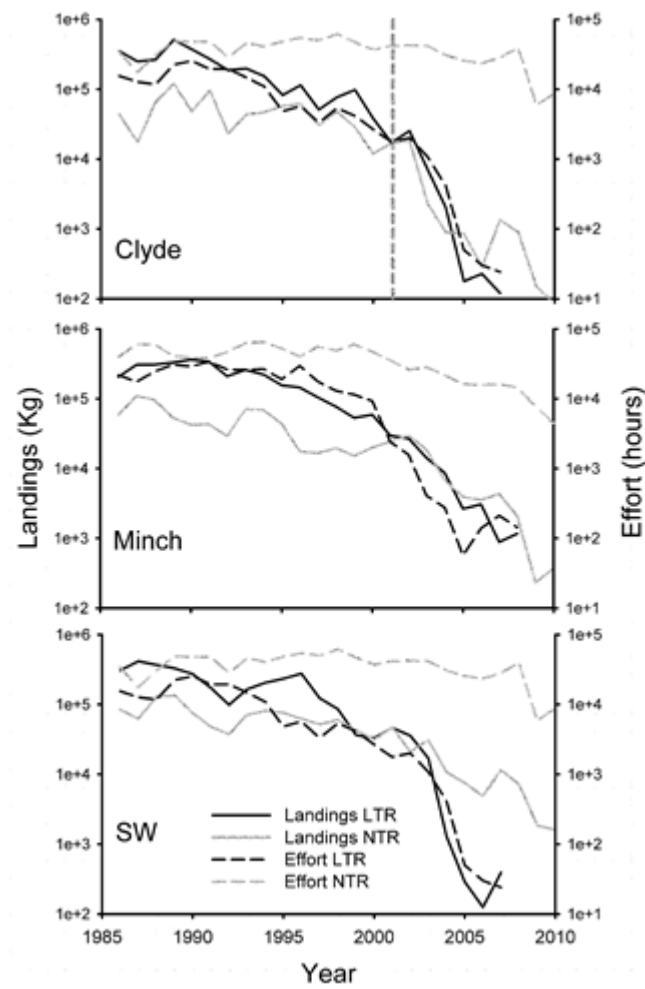 1e+6
1e+5
1e+4
1e+3
1e+2
1e+5
1e+4
1e+3
1e+2
1e+1
Clyde
1e+6
1e+5
1e+4
1e+3
1e+2
1e+5
1e+4
1e+3
1e+2
1e+1
Minch
Landings (Kg)
Effort (hours)
1e+6
1e+5
1e+4
1e+3
1e+2
1e+5
1e+4
1e+3
1e+2
1e+1
SW
Landings LTR
Landings NTR
Effort LTR
Effort NTR
1985 1990 1995 2000 2005 2010
Year